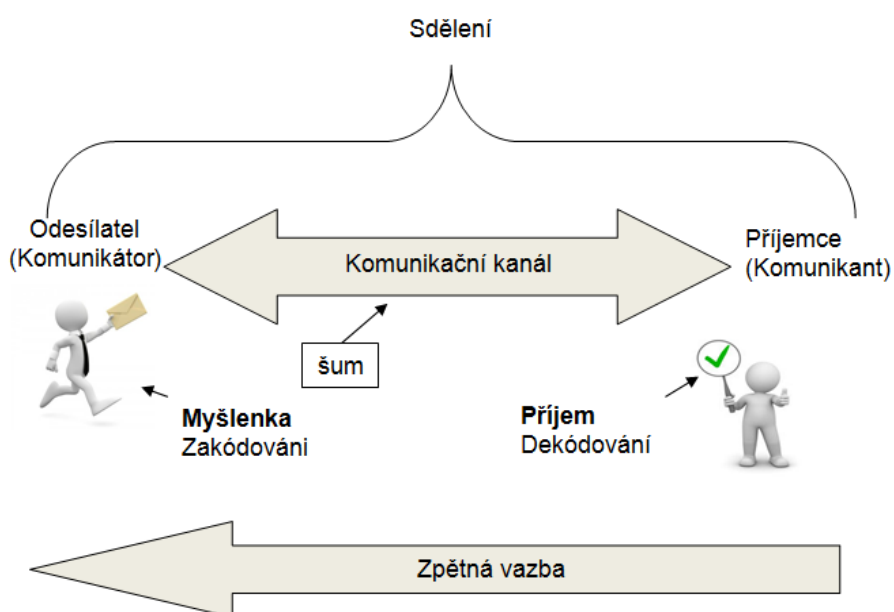 Sdělení
Odesílatel
(Komunikátor)
Komunikační kanál
Příjemce
(Komunikant)
šum
Myšlenka
Zakódováni
Příjem
Dekódování
Zpětná vazba